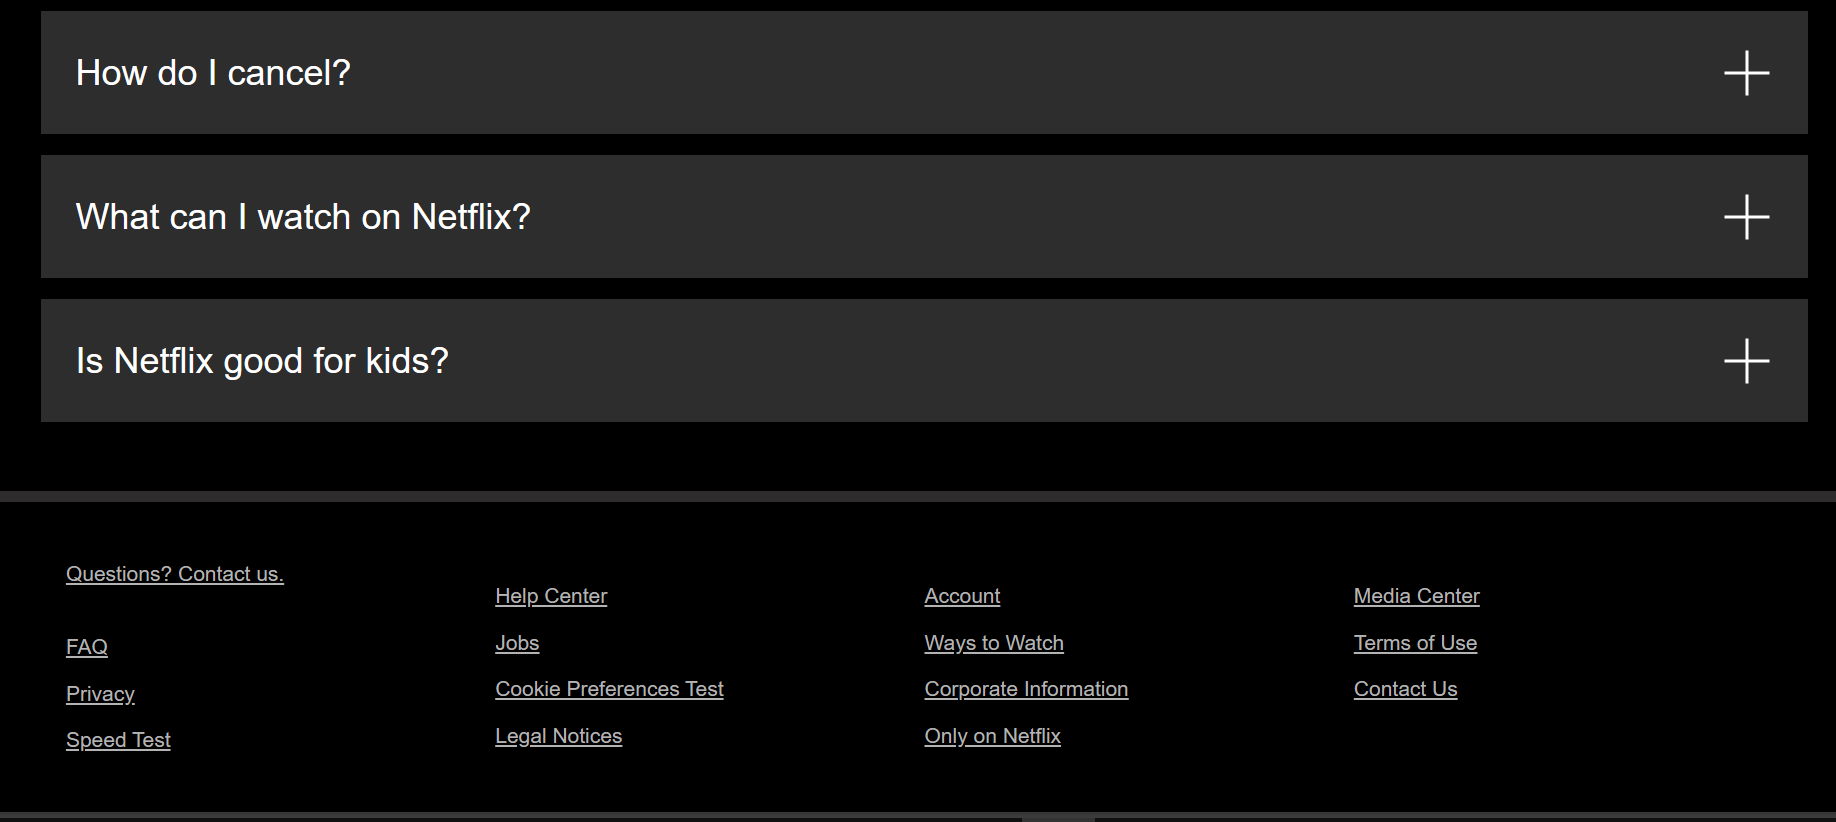 How do I cancel?
What can I watch on Netflix?
Is Netflix good for kids?
Questions? Contact us.
FAQ
Privacy
Speed Test
Help Center
Jobs
Cookie Preferences Test
Legal Notices
Account
Ways to Watch
Corporate Information
Only on Netflix
Media Center
Terms of Use
Contact Us